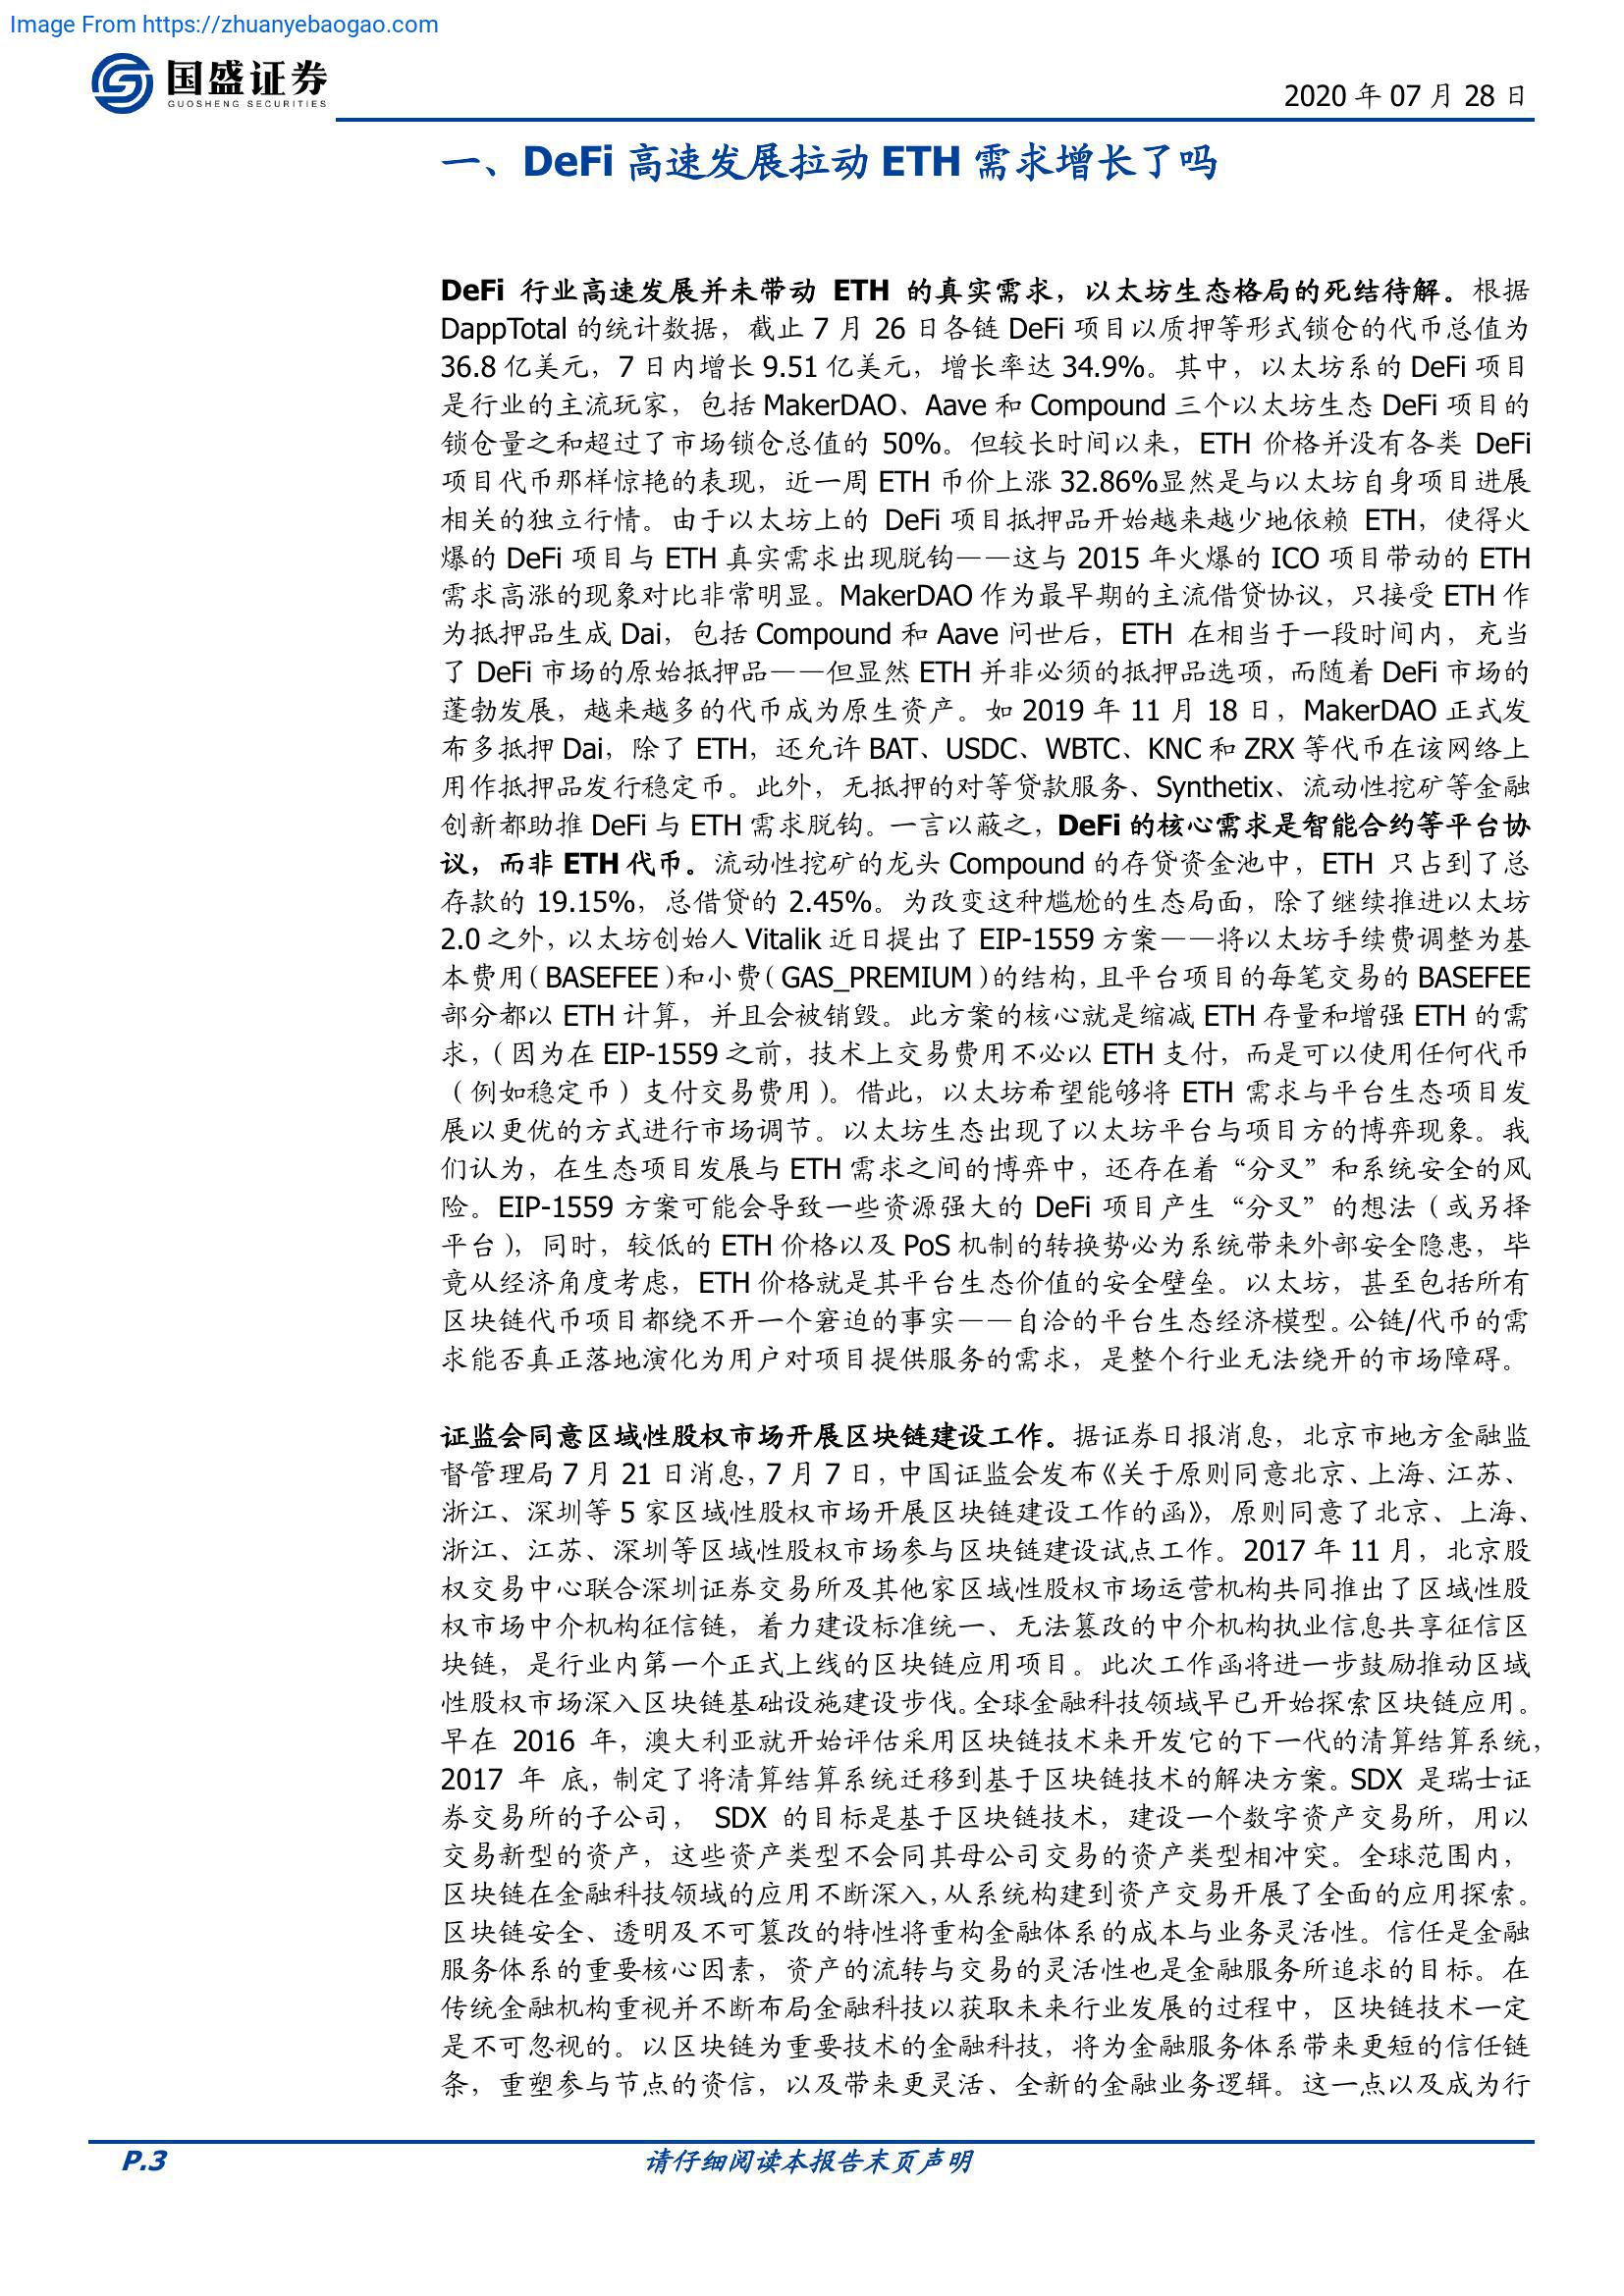 Image From https://zhuanyebaogao.com
国盛证券
GUOSHENG SECURITIES
2020 年 07 月 28 日
一、DeFi 高速发展拉动 ETH 需求增长了吗
DeFi 行业高速发展并未带动 ETH 的真实需求，以太坊生态格局的死结待解。根据
DappTotal 的统计数据，截止 7 月 26 日各链 DeFi 项目以质押等形式锁仓的代币总值为
36.8 亿美元，7 日内增长 9.51 亿美元，增长率达 34.9%。其中，以太坊系的 DeFi 项目
是行业的主流玩家，包括 MakerDAO、Aave 和 Compound 三个以太坊生态 DeFi 项目的
锁仓量之和超过了市场锁仓总值的 50%。但较长时间以来，ETH 价格并没有各类 DeFi
项目代币那样惊艳的表现，近一周 ETH 币价上涨 32.86%显然是与以太坊自身项目进展
相关的独立行情。由于以太坊上的 DeFi 项目抵押品开始越来越少地依赖 ETH，使得火
爆的 DeFi 项目与 ETH 真实需求出现脱钩——这与 2015 年火爆的 ICO 项目带动的 ETH
需求高涨的现象对比非常明显。MakerDAO 作为最早期的主流借贷协议，只接受 ETH 作
为抵押品生成 Dai，包括 Compound 和 Aave 问世后，ETH 在相当于一段时间内，充当
了 DeFi 市场的原始抵押品——但显然 ETH 并非必须的抵押品选项，而随着 DeFi 市场的
蓬勃发展，越来越多的代币成为原生资产。如 2019 年 11 月 18 日，MakerDAO 正式发
布多抵押 Dai，除了 ETH，还允许 BAT、USDC、WBTC、KNC 和 ZRX 等代币在该网络上
用作抵押品发行稳定币。此外，无抵押的对等贷款服务、Synthetix、流动性挖矿等金融
创新都助推 DeFi 与 ETH 需求脱钩。一言以蔽之，DeFi 的核心需求是智能合约等平台协
议，而非 ETH 代币。流动性挖矿的龙头 Compound 的存贷资金池中，ETH 只占到了总
存款的 19.15%，总借贷的 2.45%。为改变这种尴尬的生态局面，除了继续推进以太坊
2.0 之外，以太坊创始人 Vitalik 近日提出了 EIP-1559 方案——将以太坊手续费调整为基
本费用（BASEFEE）和小费（GAS_PREMIUM）的结构，且平台项目的每笔交易的 BASEFEE
部分都以 ETH 计算，并且会被销毁。此方案的核心就是缩减 ETH 存量和增强 ETH 的需
求，（因为在 EIP-1559 之前，技术上交易费用不必以 ETH 支付，而是可以使用任何代币
（例如稳定币）支付交易费用）。借此，以太坊希望能够将 ETH 需求与平台生态项目发
展以更优的方式进行市场调节。以太坊生态出现了以太坊平台与项目方的博弈现象。我
们认为，在生态项目发展与 ETH 需求之间的博弈中，还存在着“分叉”和系统安全的风
险。EIP-1559 方案可能会导致一些资源强大的 DeFi 项目产生“分叉”的想法（或另择
平台），同时，较低的 ETH 价格以及 PoS 机制的转换势必为系统带来外部安全隐患，毕
竟从经济角度考虑，ETH 价格就是其平台生态价值的安全壁垒。以太坊，甚至包括所有
区块链代币项目都绕不开一个窘迫的事实——自洽的平台生态经济模型。公链/代币的需
求能否真正落地演化为用户对项目提供服务的需求，是整个行业无法绕开的市场障碍。
证监会同意区域性股权市场开展区块链建设工作。据证券日报消息，北京市地方金融监
督管理局 7 月 21 日消息，7 月 7 日，中国证监会发布《关于原则同意北京、上海、江苏、
浙江、深圳等 5 家区域性股权市场开展区块链建设工作的函》，原则同意了北京、上海、
浙江、江苏、深圳等区域性股权市场参与区块链建设试点工作。2017 年 11 月，北京股
权交易中心联合深圳证券交易所及其他家区域性股权市场运营机构共同推出了区域性股
权市场中介机构征信链，着力建设标准统一、无法篡改的中介机构执业信息共享征信区
块链，是行业内第一个正式上线的区块链应用项目。此次工作函将进一步鼓励推动区域
性股权市场深入区块链基础设施建设步伐。全球金融科技领域早已开始探索区块链应用。
早在 2016 年，澳大利亚就开始评估采用区块链技术来开发它的下一代的清算结算系统，
2017 年 底，制定了将清算结算系统迁移到基于区块链技术的解决方案。SDX 是瑞士证
券交易所的子公司， SDX 的目标是基于区块链技术，建设一个数字资产交易所，用以
交易新型的资产，这些资产类型不会同其母公司交易的资产类型相冲突。全球范围内，
区块链在金融科技领域的应用不断深入，从系统构建到资产交易开展了全面的应用探索。
区块链安全、透明及不可篡改的特性将重构金融体系的成本与业务灵活性。信任是金融
服务体系的重要核心因素，资产的流转与交易的灵活性也是金融服务所追求的目标。在
传统金融机构重视并不断布局金融科技以获取未来行业发展的过程中，区块链技术一定
是不可忽视的。以区块链为重要技术的金融科技，将为金融服务体系带来更短的信任链
条，重塑参与节点的资信，以及带来更灵活、全新的金融业务逻辑。这一点以及成为行
P.3
请仔细阅读本报告末页声明